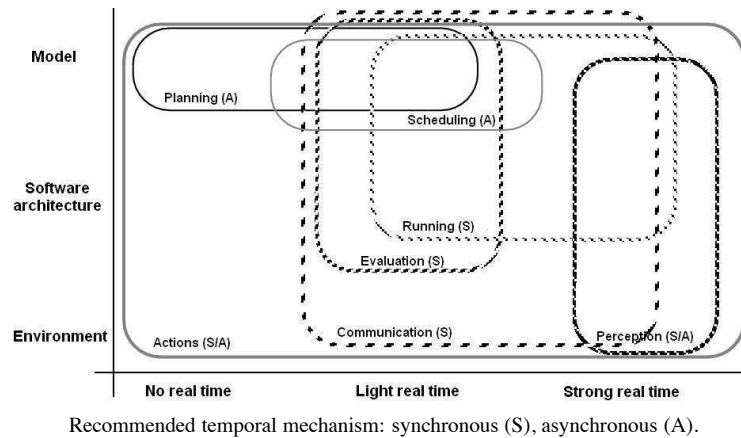 Model
Planning (A)
Scheduling (A)
Software
architecture
Running (S)
Evaluation (S)
Environment
Actions (S/A)
Communication (S)
Perception (S/A)
No real time
Light real time
Strong real time
Recommended temporal mechanism: synchronous (S), asynchronous (A).